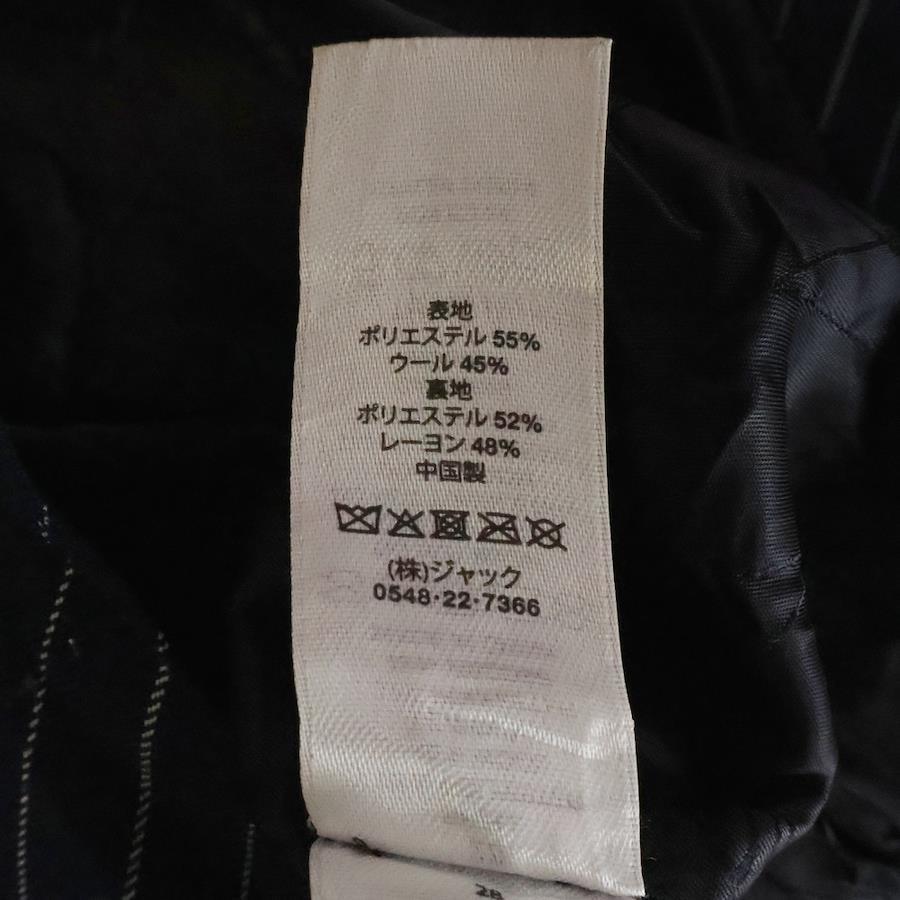 表地
ポリエステル 55%
ウール 45%
裏地
ポリエステル 52%
レーヨン 48%
中国製
(株)ジャック
0548・22・7366
28